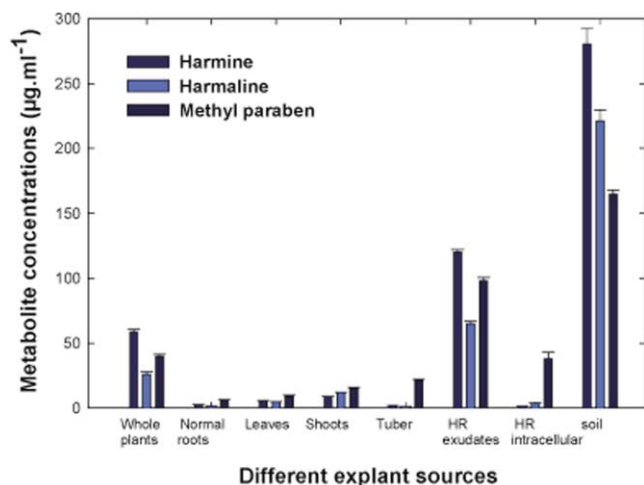 300
250
200
150
100
50
0
Metabolite concentrations (µg.ml⁻¹)
Harmine
Harmaline
Methyl paraben
Whole plants
Normal roots
Leaves
Shoots
Tuber
HR exudates
HR intracellular
soil
Different explant sources